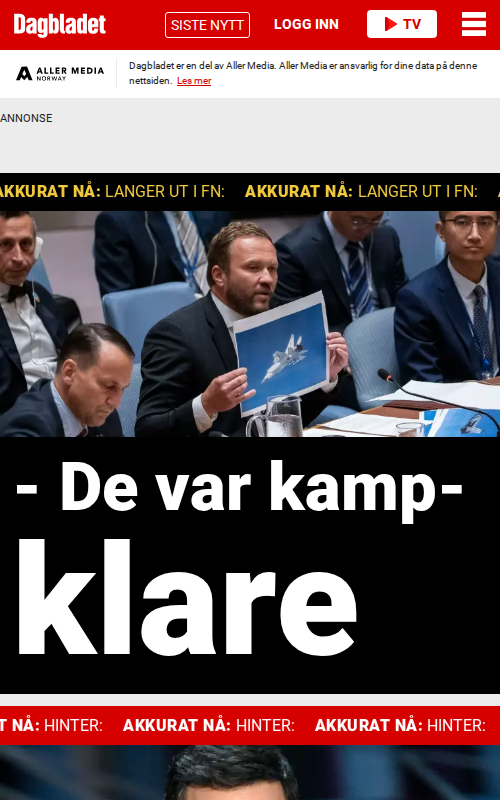 Dagbladet
SISTE NYTT
LOGG INN
TV
ALLER MEDIA
NORWAY
Dagbladet er en del av Aller Media. Aller Media er ansvarlig for dine data på denne
nettsiden. Les mer
ANNONSE
AKKURAT NÅ: LANGER UT I FN: AKKURAT NÅ: LANGER UT I FN:
- De var kamp-
klare
T NÅ: HINTER: AKKURAT NÅ: HINTER: AKKURAT NÅ: HINTER: